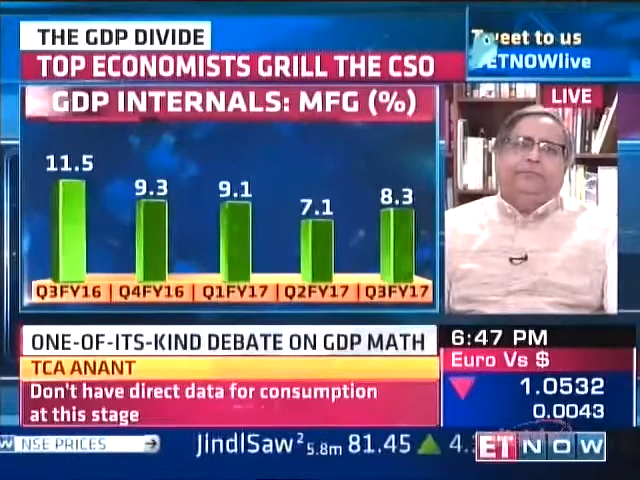 THE GDP DIVIDE
TOP ECONOMISTS GRILL THE CSO
Tweet to us
ETNOWlive
LIVE
GDP INTERNALS: MFG (%)
11.5
9.3
9.1
7.1
8.3
Q3FY16
Q4FY16
Q1FY17
Q2FY17
Q3FY17
ONE-OF-ITS-KIND DEBATE ON GDP MATH
TCA ANANT
Don't have direct data for consumption
at this stage
6:47 PM
Euro Vs $
1.0532
0.0043
NSE PRICES
JindlSaw² 5.8m 81.45
ET NOW